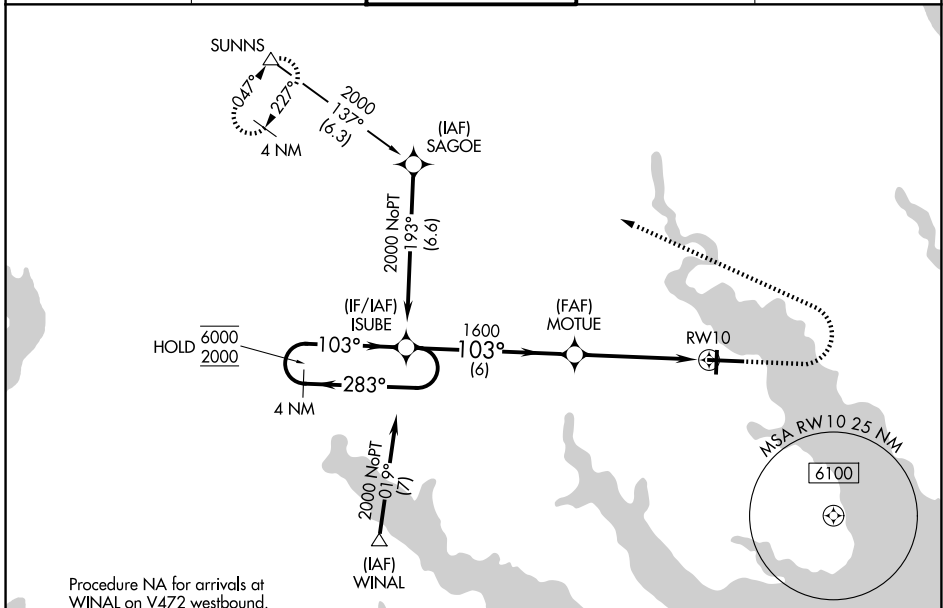 SUNNS
047°
227°
4 NM
2000
137°
(6.3)
(IAF)
SAGOE
2000 NoPT
193°
(6.6)
(IF/IAF)
ISUBE
HOLD
6000
2000
103°
283°
4 NM
1600
103°
(6)
(FAF)
MOTUE
RW10
2000 NoPT
019°
(7)
(IAF)
WINAL
MSA RW10 25 NM
6100
Procedure NA for arrivals at
WINAL on V472 westbound.